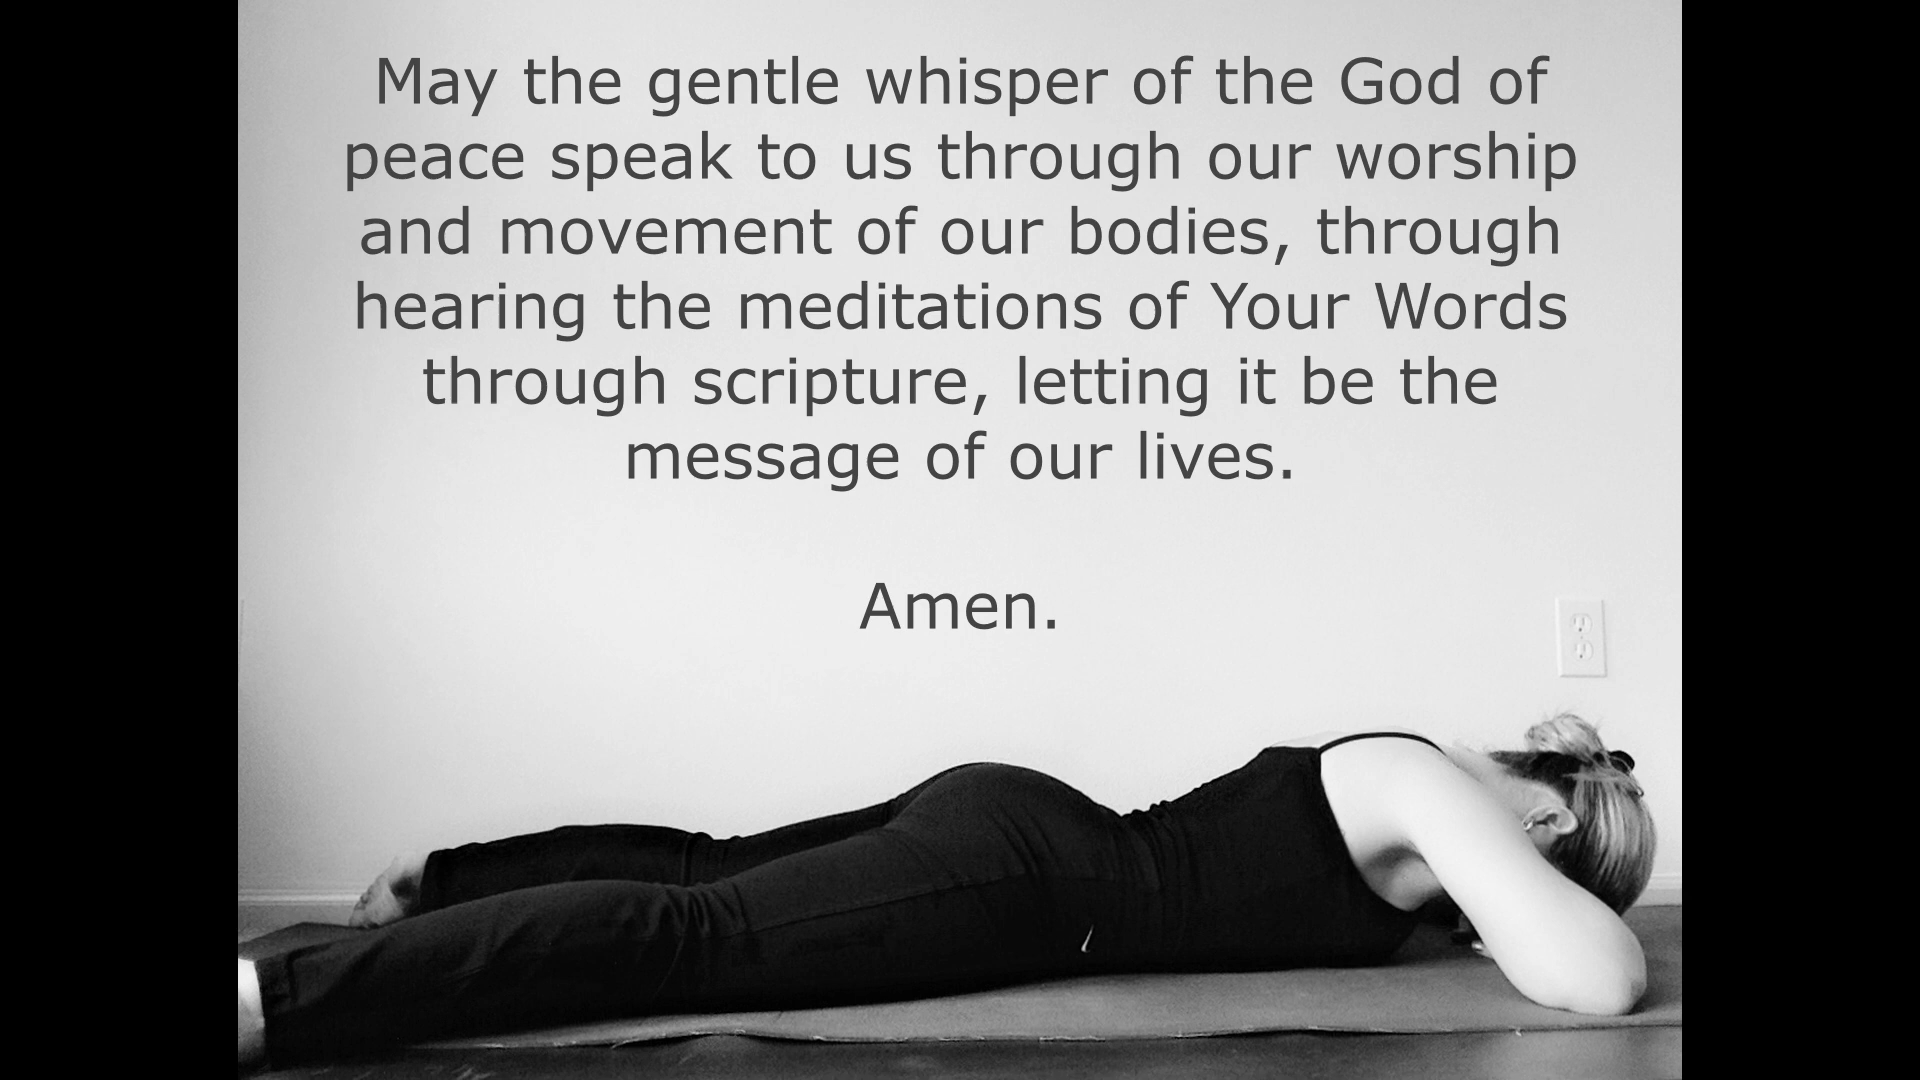 May the gentle whisper of the God of
peace speak to us through our worship
and movement of our bodies, through
hearing the meditations of Your Words
through scripture, letting it be the
message of our lives.
Amen.